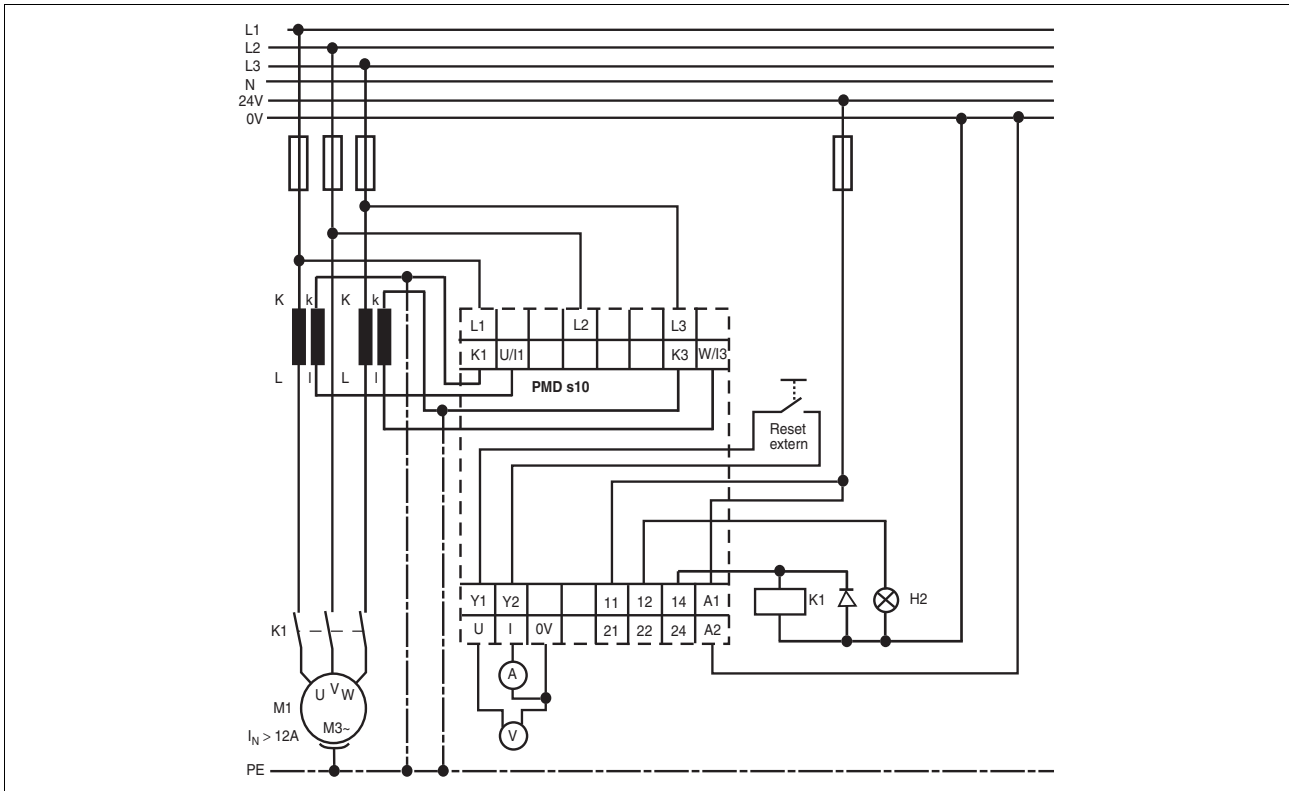 L1
L2
L3
N
24V
0V
K k K k
L l L l
L1 L2 L3
K1 U/I1 K3 W/I3
PMD s10
Reset
extern
Y1 Y2 11 12 14 A1
U I 0V 21 22 24 A2
K1 H2
K1
A
V
U V W
M1
M3~
IN > 12A
PE